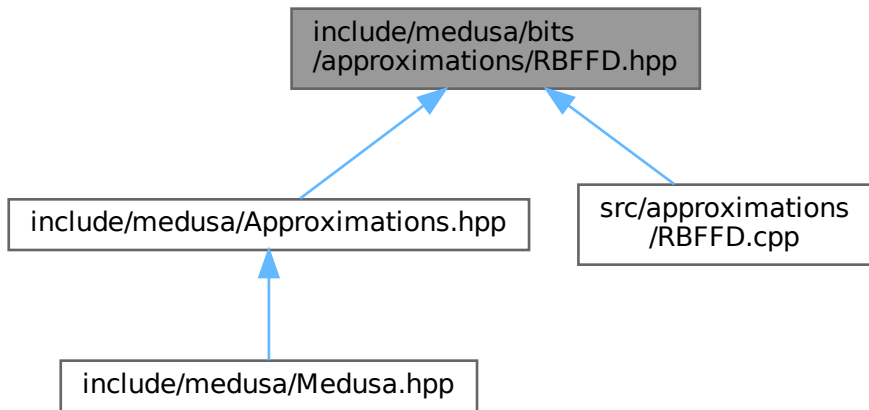 include/medusa/bits
/approximations/RBFFD.hpp
include/medusa/Approximations.hpp
src/approximations
/RBFFD.cpp
include/medusa/Medusa.hpp